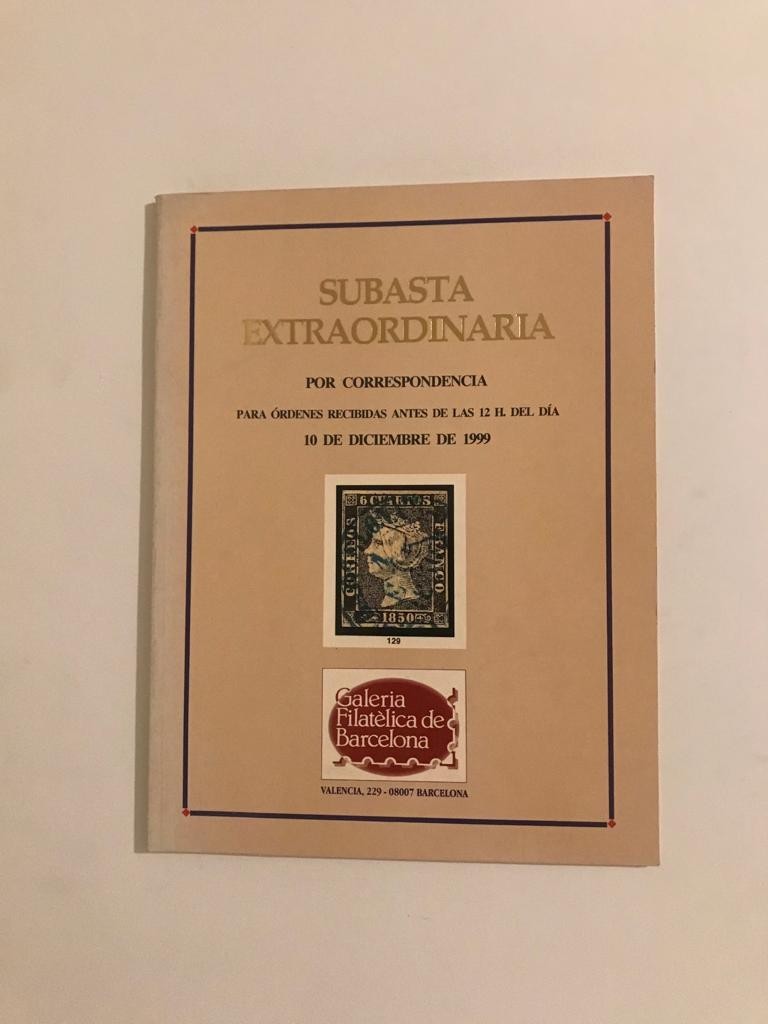 SUBASTA
EXTRAORDINARIA
POR CORRESPONDENCIA
PARA ÓRDENES RECIBIDAS ANTES DE LAS 12 H. DEL DÍA
10 DE DICIEMBRE DE 1999
6 CUARTOS
CORREOS
FRANCO
1850
129
Galeria
Filatèlica de
Barcelona
VALENCIA, 229 - 08007 BARCELONA